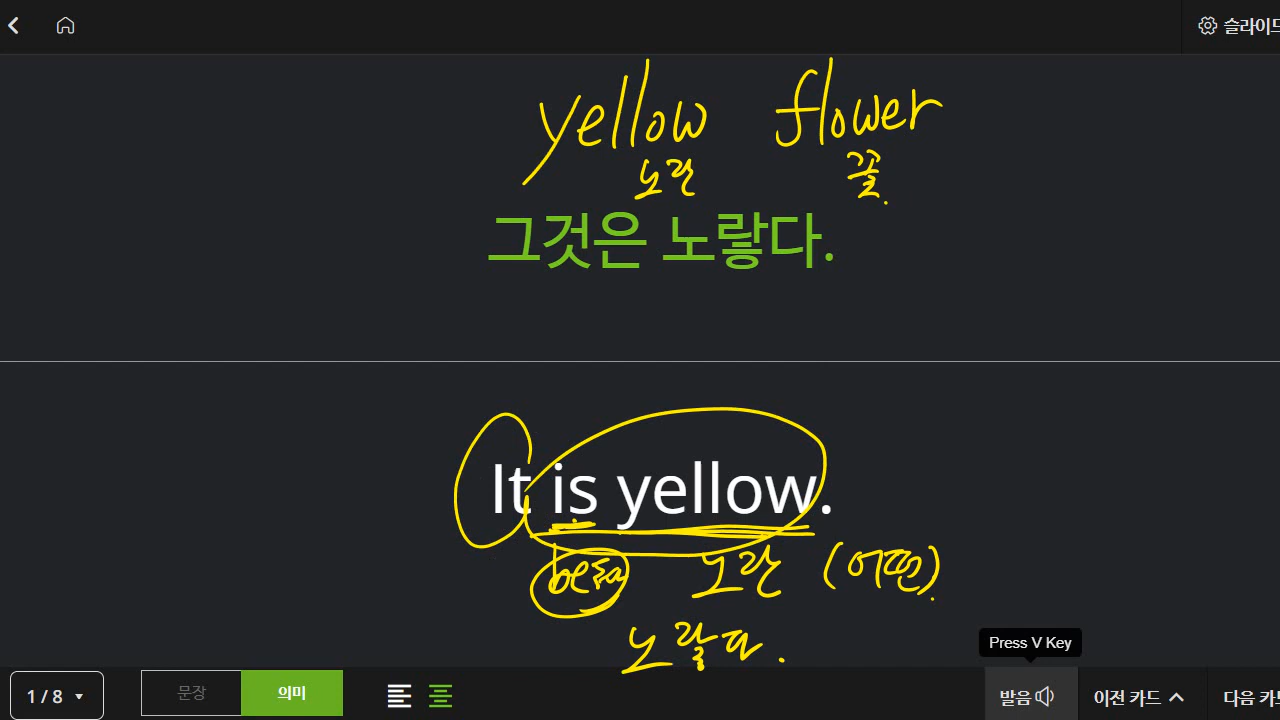 슬라이드
yellow flower
노란 꽃.
그것은 노랗다.
It is yellow.
be동사 노란 (어떤).
노랗다.
Press V Key
1 / 8 문장 의미 발음 이전 카드 다음 카드